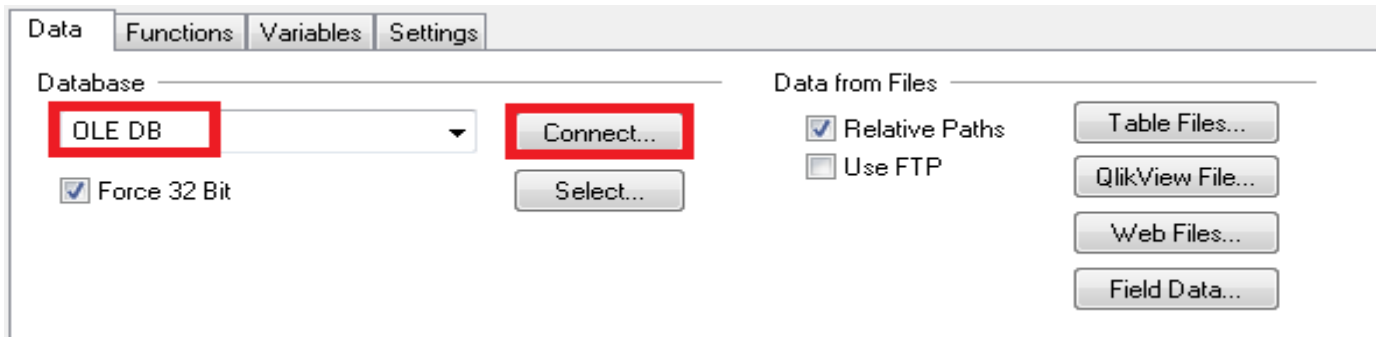 Data Functions Variables Settings
Database
OLE DB
Connect...
Force 32 Bit
Select...
Data from Files
Relative Paths
Use FTP
Table Files...
QlikView File...
Web Files...
Field Data...